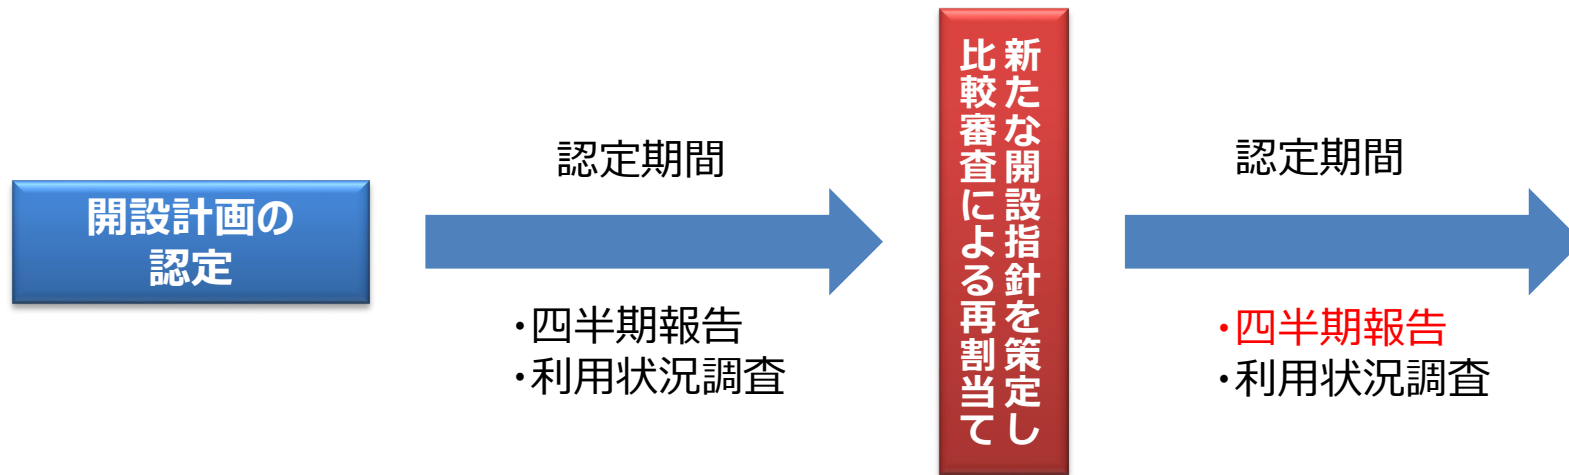 開設計画の
認定
認定期間
・四半期報告
・利用状況調査
新たな開設指針を策定し
比較審査による再割当て
認定期間
・四半期報告
・利用状況調査